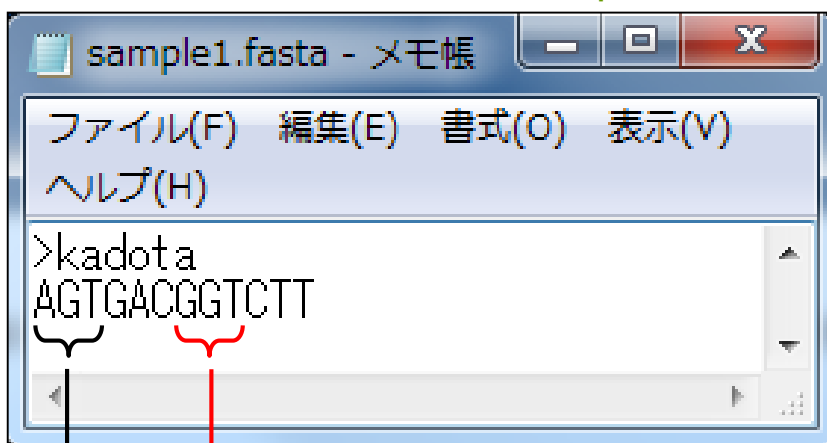 sample1.fasta - メモ帳
ファイル(F) 編集(E) 書式(O) 表示(V)
ヘルプ(H)
>kadota
AGTGACGGTCTT